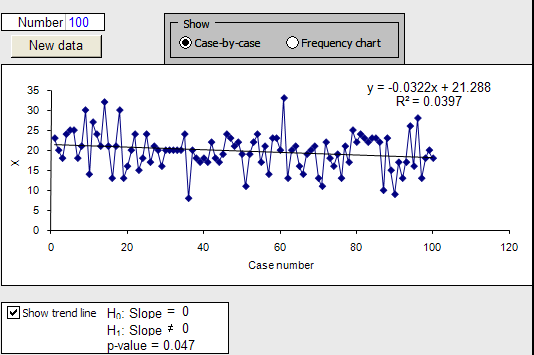 Number 100
New data
Show
Case-by-case Frequency chart
y = -0.0322x + 21.288
R² = 0.0397
35
30
25
20
15
10
5
0
X
0 20 40 60 80 100 120
Case number
Show trend line
H₀: Slope = 0
H₁: Slope ≠ 0
p-value = 0.047